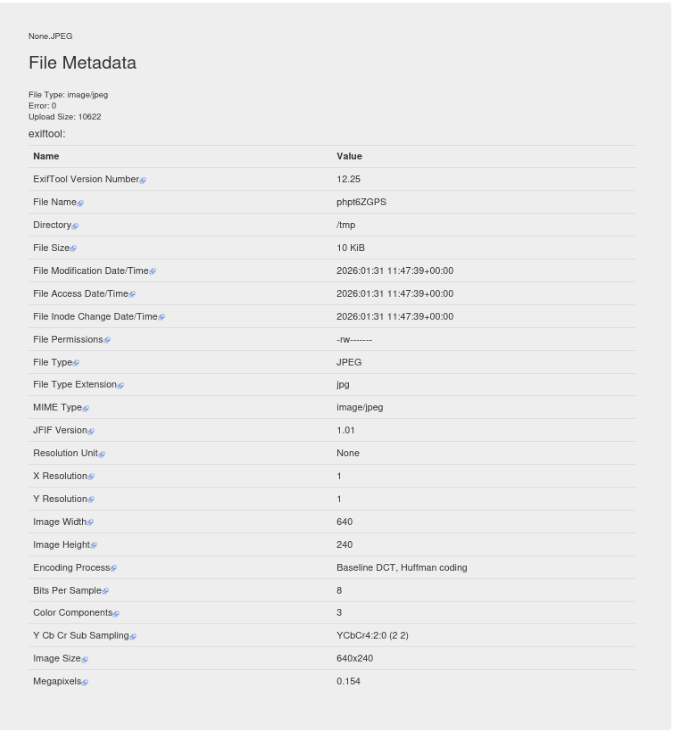 None.JPEG
File Metadata
File Type: image/jpeg
Error: 0
Upload Size: 10622
exiftool:
Name Value
ExifTool Version Number 12.25
File Name phpt6ZGPS
Directory /tmp
File Size 10 KiB
File Modification Date/Time 2026:01:31 11:47:39+00:00
File Access Date/Time 2026:01:31 11:47:39+00:00
File Inode Change Date/Time 2026:01:31 11:47:39+00:00
File Permissions -rw-------
File Type JPEG
File Type Extension jpg
MIME Type image/jpeg
JFIF Version 1.01
Resolution Unit None
X Resolution 1
Y Resolution 1
Image Width 640
Image Height 240
Encoding Process Baseline DCT, Huffman coding
Bits Per Sample 8
Color Components 3
Y Cb Cr Sub Sampling YCbCr4:2:0 (2 2)
Image Size 640x240
Megapixels 0.154